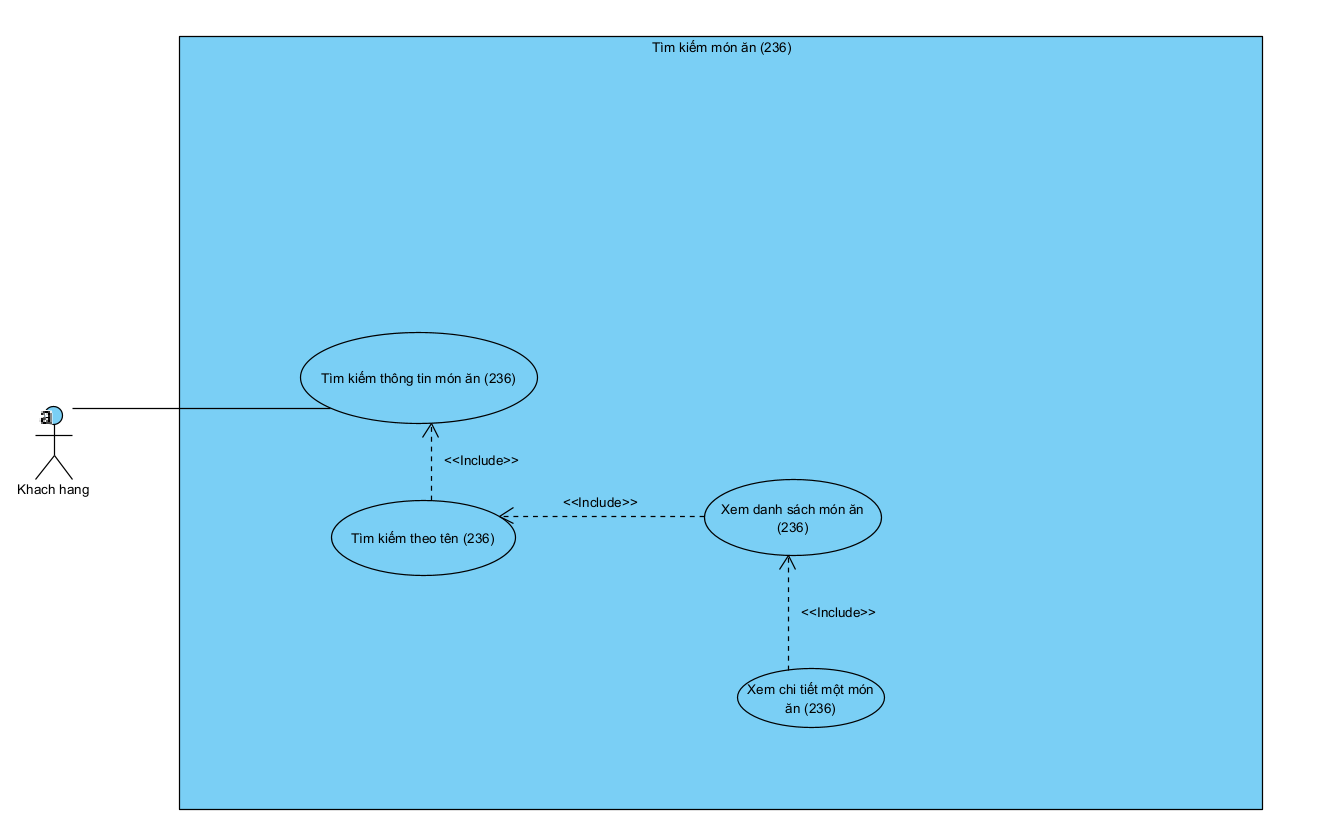 Tìm kiếm món ăn (236)
Tìm kiếm thông tin món ăn (236)
a
Khach hang
<<Include>>
<<Include>>
Xem danh sách món ăn
(236)
Tìm kiếm theo tên (236)
<<Include>>
Xem chi tiết một món
ăn (236)